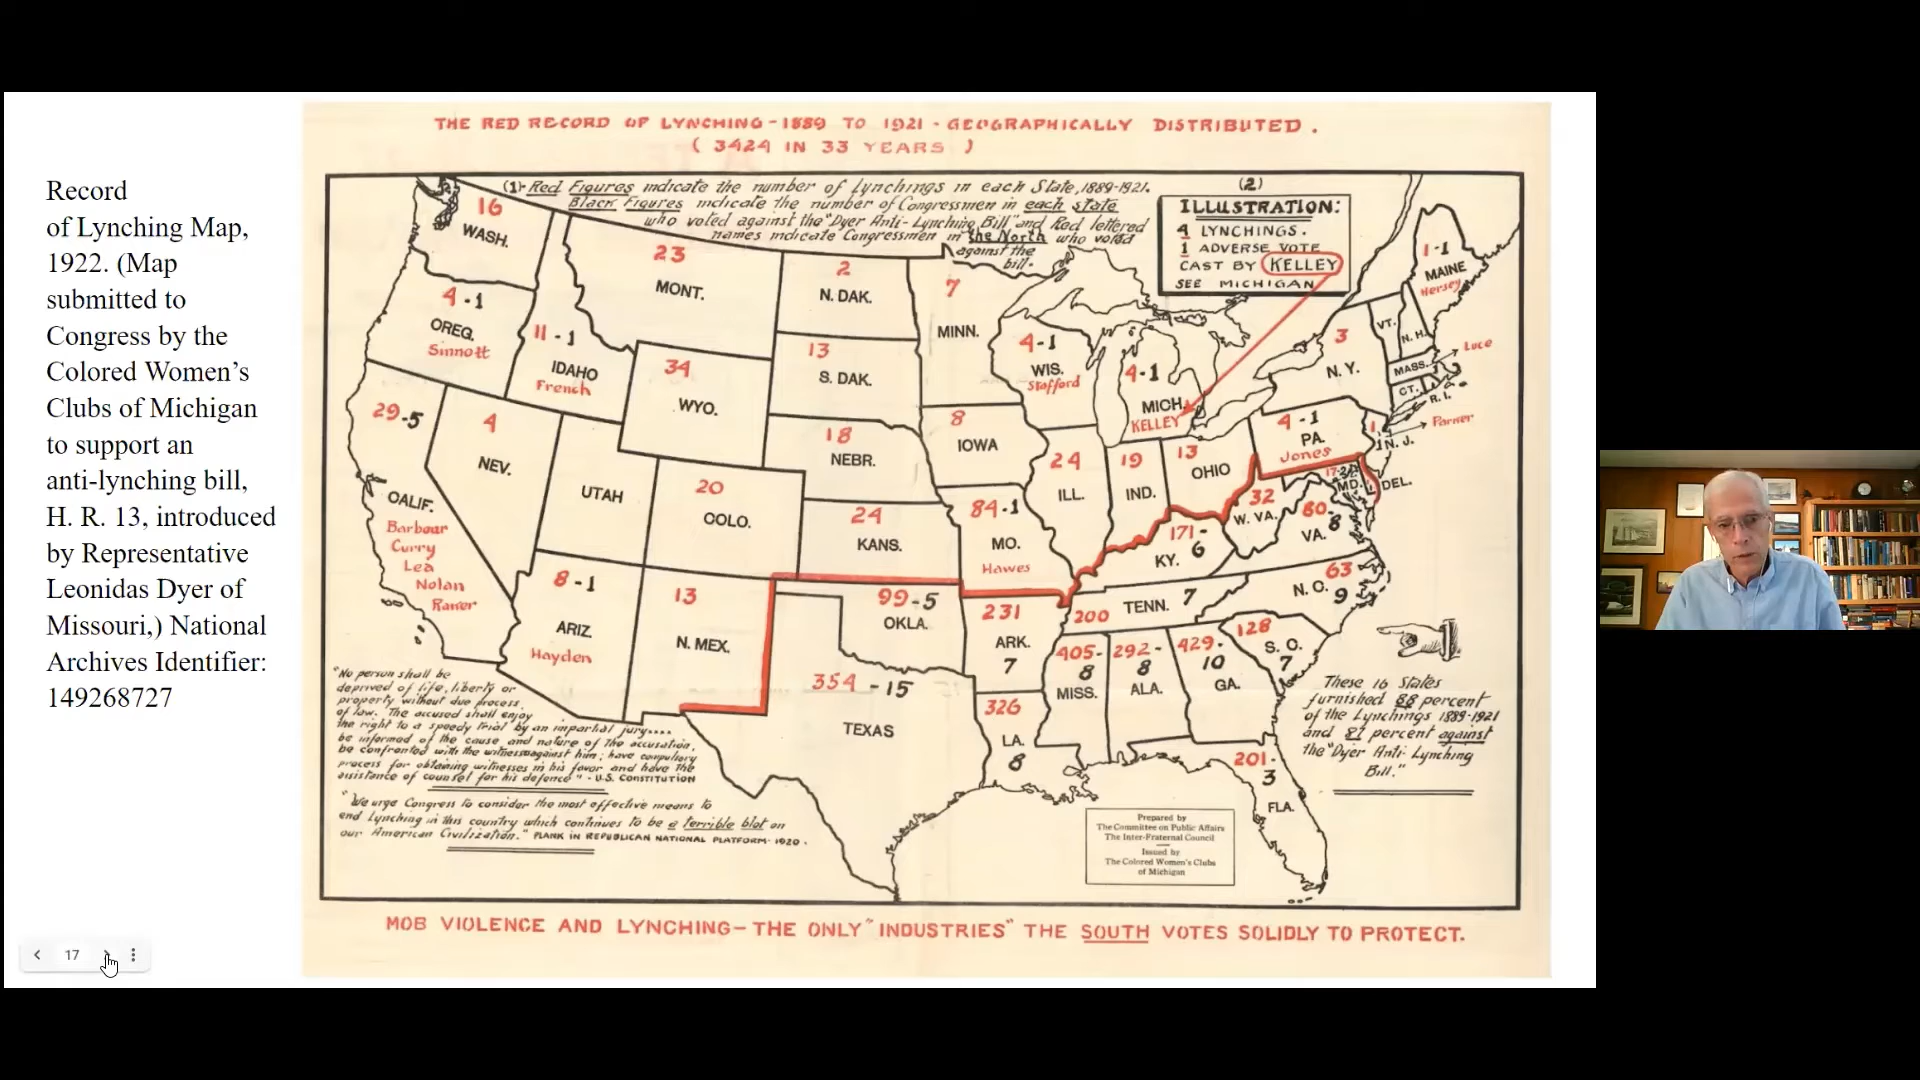 Record
of Lynching Map,
1922. (Map
submitted to
Congress by the
Colored Women's
Clubs of Michigan
to support an
anti-lynching bill,
H. R. 13, introduced
by Representative
Leonidas Dyer of
Missouri,) National
Archives Identifier:
149268727
THE RED RECORD OF LYNCHING - 1889 TO 1921 - GEOGRAPHICALLY DISTRIBUTED.
( 3424 IN 33 YEARS )
(1)- Red Figures indicate the number of Lynchings in each State, 1889-1921.
Black Figures indicate the number of Congressmen in each state
who voted against the "Dyer Anti-Lynching Bill" and Red lettered
names indicate Congressmen in the North who voted
against the
bill-
(2)
ILLUSTRATION:
4 LYNCHINGS.
1 ADVERSE VOTE
CAST BY KELLEY
SEE MICHIGAN
16
WASH.
4 - 1
OREG.
Sinnott
11 - 1
IDAHO
French
23
MONT.
2
N. DAK.
7
MINN.
4-1
WIS.
Stafford
4-1
MICH.
KELLEY
3
N.Y.
VT.
N.H.
1-1
MAINE
Hersey
MASS.
Luce
CT.
R.I.
34
WYO.
13
S. DAK.
8
IOWA
29-5
CALIF.
Barbour
Curry
Lea
Nolan
Raker
4
NEV.
UTAH
20
COLO.
18
NEBR.
24
KANS.
84-1
MO.
Hawes
24
ILL.
19
IND.
13
OHIO
4 - 1
PA.
Jones
1
1 N.J.
Parker
DEL.
MD.
32
W. VA.
80-
VA. 8
171-
KY. 6
8 - 1
ARIZ.
Hayden
13
N. MEX.
99-5
OKLA.
231
ARK.
7
200 TENN. 7
63
N.C. 9
128
S.C.
7
354 - 15
TEXAS
326
LA.
8
405-
8
MISS.
292-
8
ALA.
429-
10
GA.
201-
3
FLA.
These 16 States
furnished 88 percent
of the Lynchings 1889-1921
and 87 percent against
the "Dyer Anti-Lynching
Bill."
"No person shall be
deprived of life, liberty or
property without due process
of law. The accused shall enjoy
the right to a speedy trial by an impartial jury....
be informed of the cause and nature of the accusation,
be confronted with the witness against him; have compulsory
process for obtaining witnesses in his favor and have the
assistance of counsel for his defence" - U.S. CONSTITUTION
"We urge Congress to consider the most effective means to
end Lynching in this country which continues to be a terrible blot on
our American Civilization." PLANK IN REPUBLICAN NATIONAL PLATFORM - 1920.
Prepared by
The Committee on Public Affairs
The Inter-Fraternal Council
Issued by
The Colored Women's Clubs
of Michigan
MOB VIOLENCE AND LYNCHING - THE ONLY "INDUSTRIES" THE SOUTH VOTES SOLIDLY TO PROTECT.
17